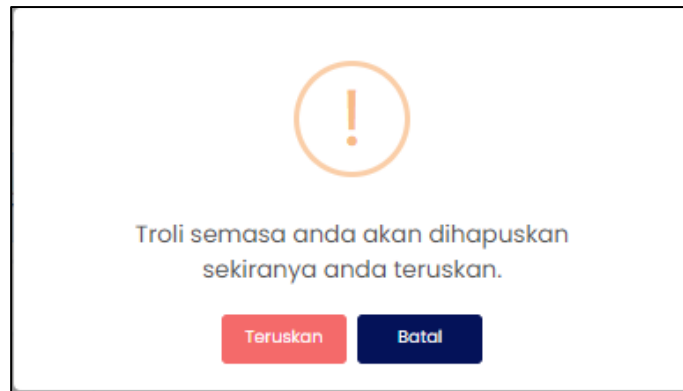 Troli semasa anda akan dihapuskan
sekiranya anda teruskan.
Teruskan
Batal